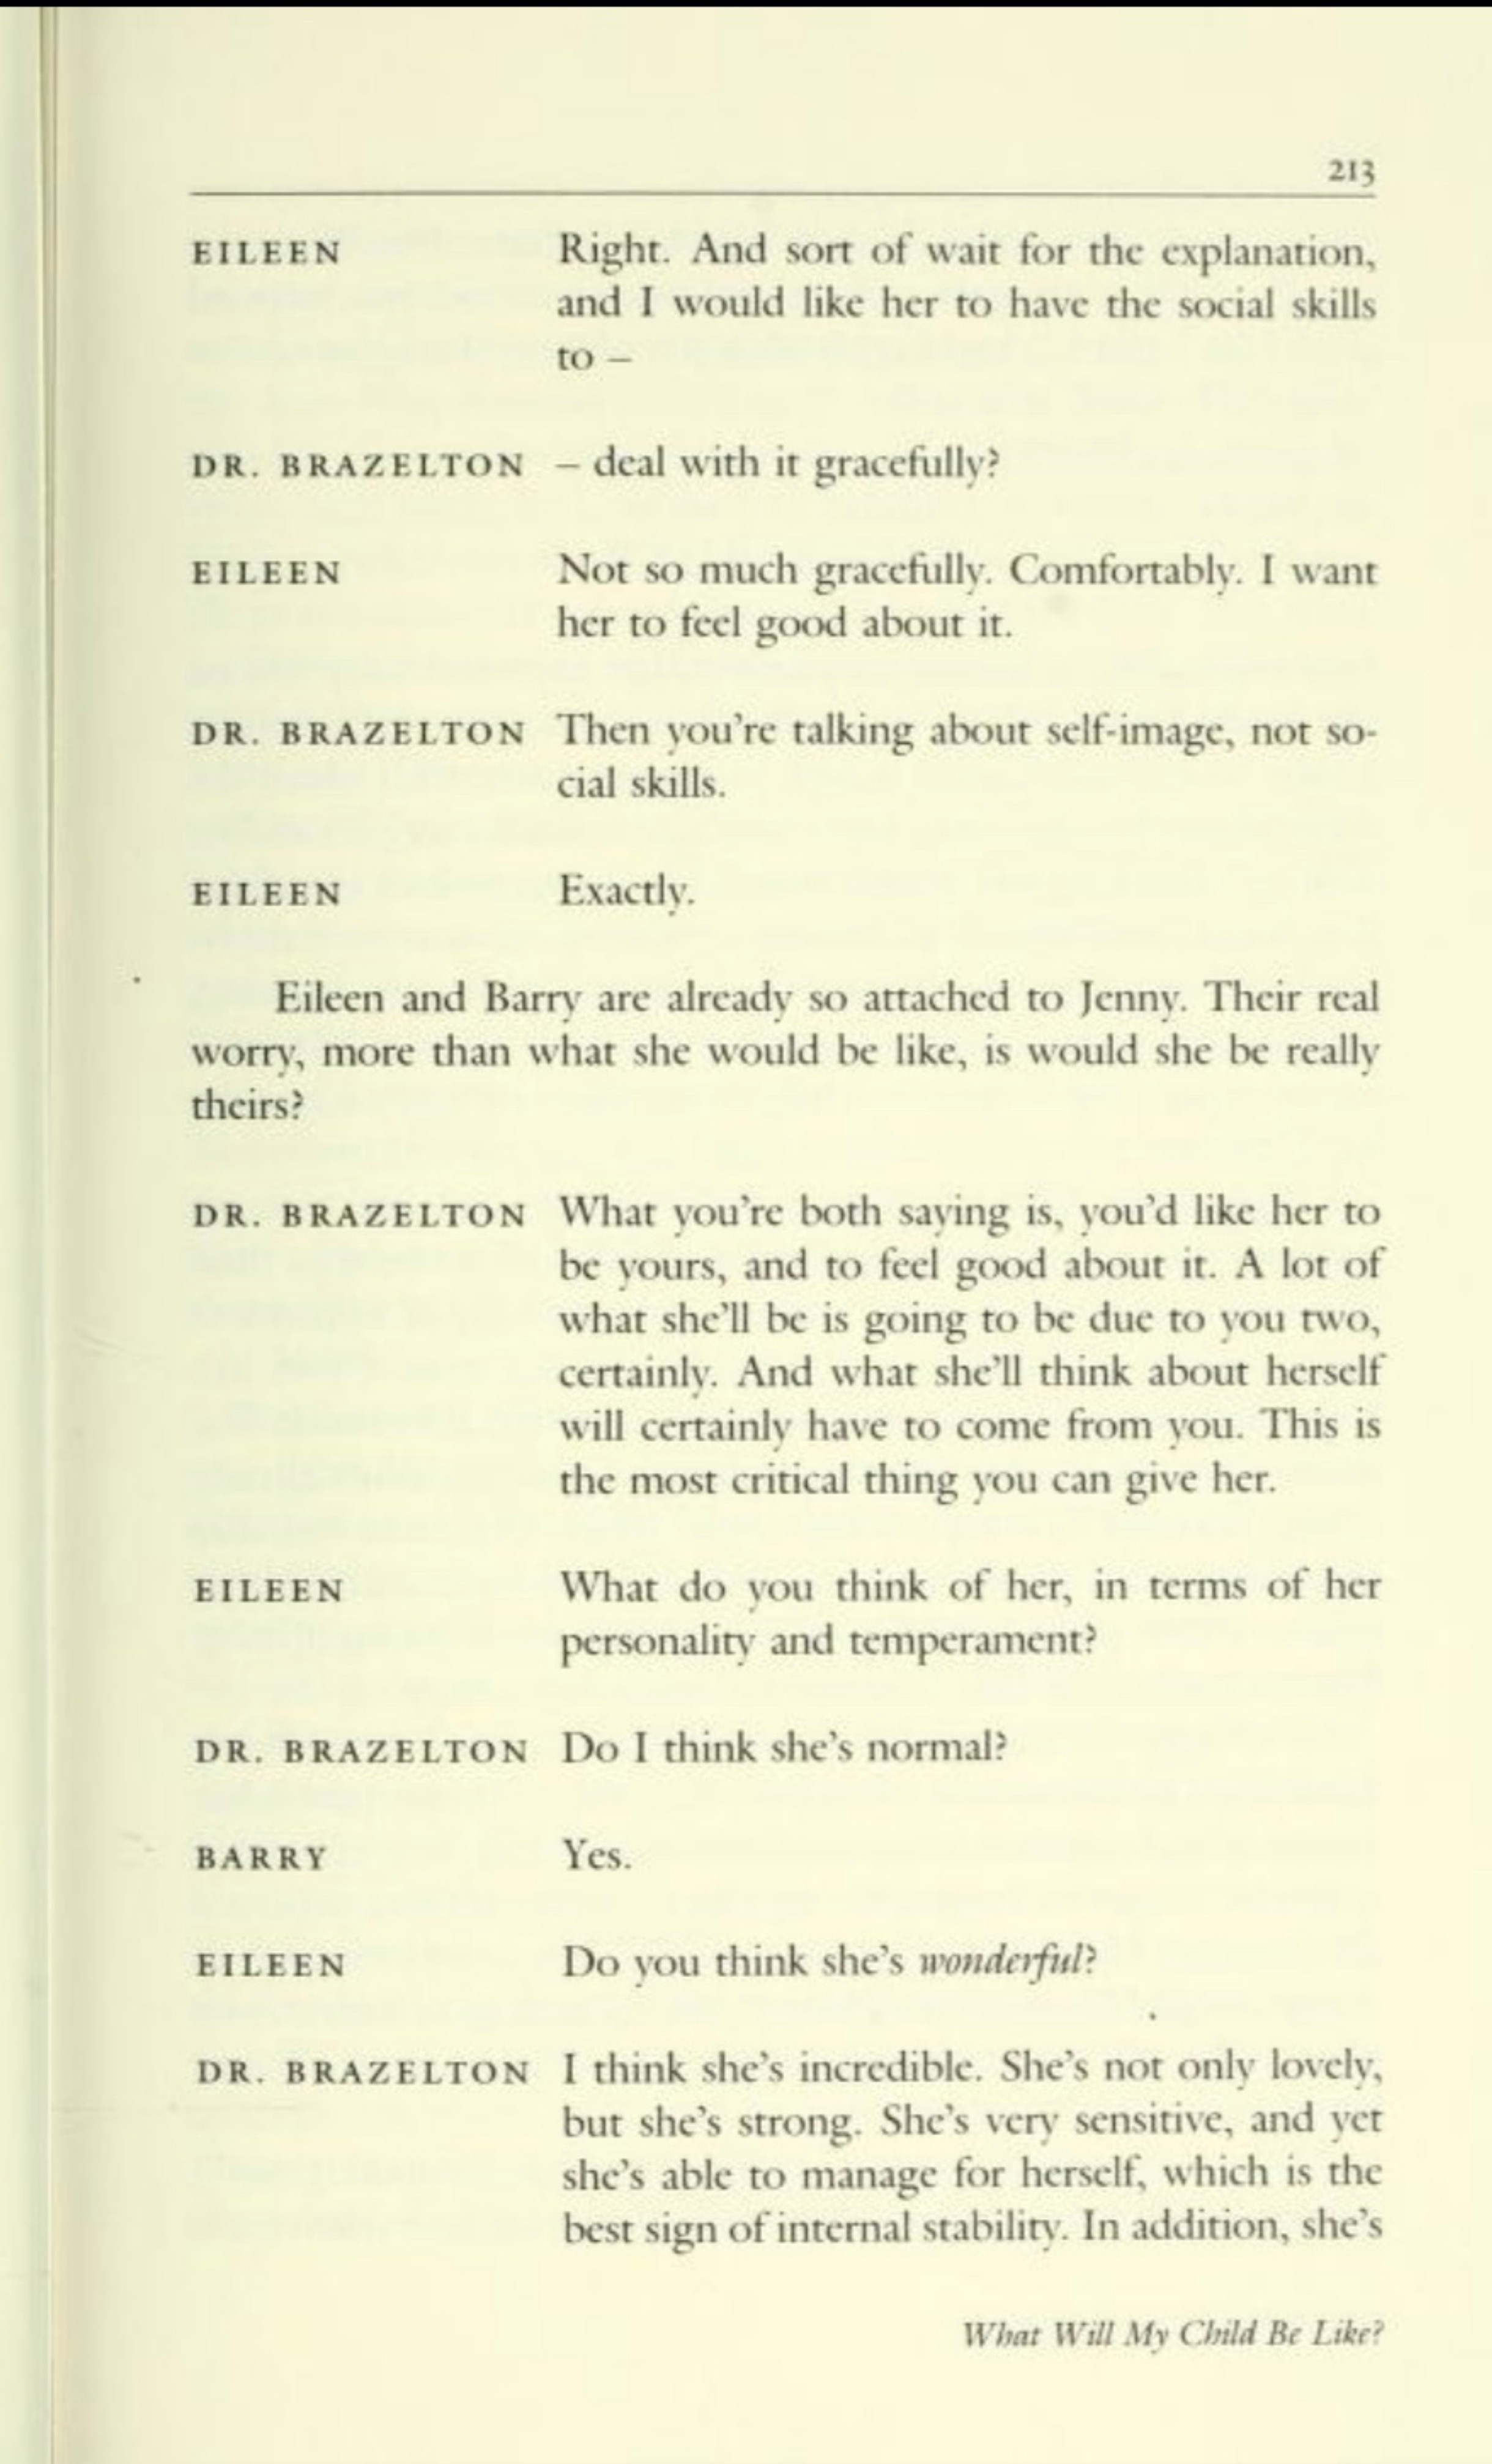 213
EILEEN Right. And sort of wait for the explanation,
and I would like her to have the social skills
to –
DR. BRAZELTON – deal with it gracefully?
EILEEN Not so much gracefully. Comfortably. I want
her to feel good about it.
DR. BRAZELTON Then you're talking about self-image, not so-
cial skills.
EILEEN Exactly.
Eileen and Barry are already so attached to Jenny. Their real
worry, more than what she would be like, is would she be really
theirs?
DR. BRAZELTON What you're both saying is, you'd like her to
be yours, and to feel good about it. A lot of
what she'll be is going to be due to you two,
certainly. And what she'll think about herself
will certainly have to come from you. This is
the most critical thing you can give her.
EILEEN What do you think of her, in terms of her
personality and temperament?
DR. BRAZELTON Do I think she's normal?
BARRY Yes.
EILEEN Do you think she's wonderful?
DR. BRAZELTON I think she's incredible. She's not only lovely,
but she's strong. She's very sensitive, and yet
she's able to manage for herself, which is the
best sign of internal stability. In addition, she's
What Will My Child Be Like?